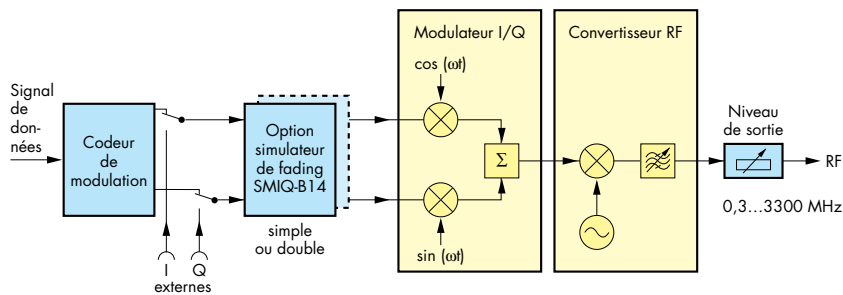 Modulateur I/Q
Convertisseur RF
cos (ωt)
Signal
de
don-
nées
Codeur
de
modulation
Option
simulateur
de fading
SMIQ-B14
Σ
Niveau
de sortie
RF
0,3...3300 MHz
simple
ou double
sin (ωt)
I
Q
externes